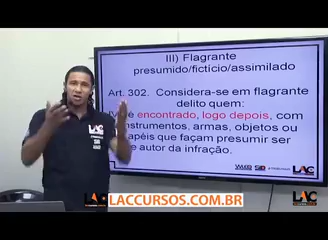 III) Flagrante
presumido/fictício/assimilado
Art. 302. Considera-se em flagrante
delito quem:
é encontrado, logo depois, com
instrumentos, armas, objetos ou
papéis que façam presumir ser
autor da infração.
LAC
LAC
LAC
LACCURSOS.COM.BR